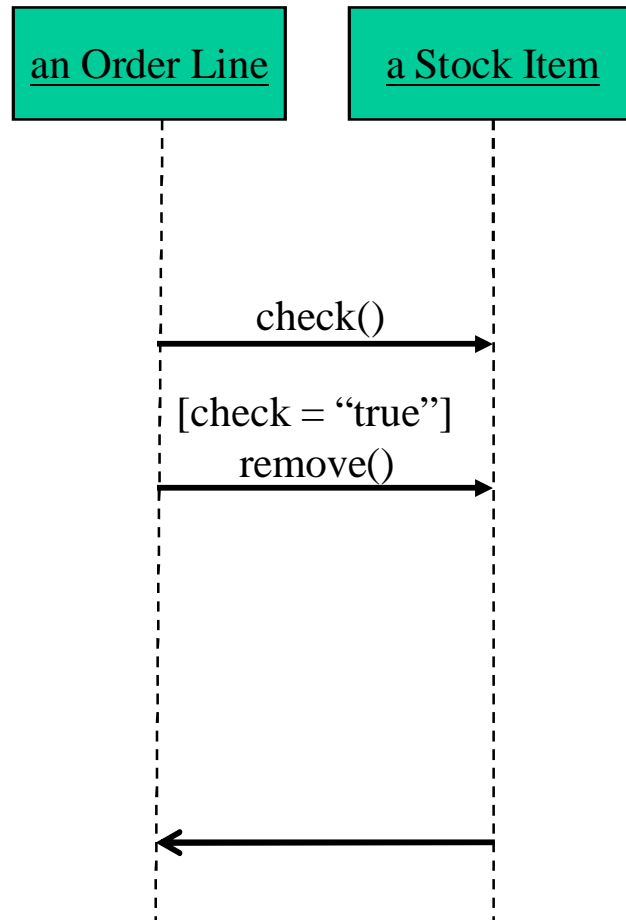 an Order Line
a Stock Item
check()
[check = “true”]
remove()